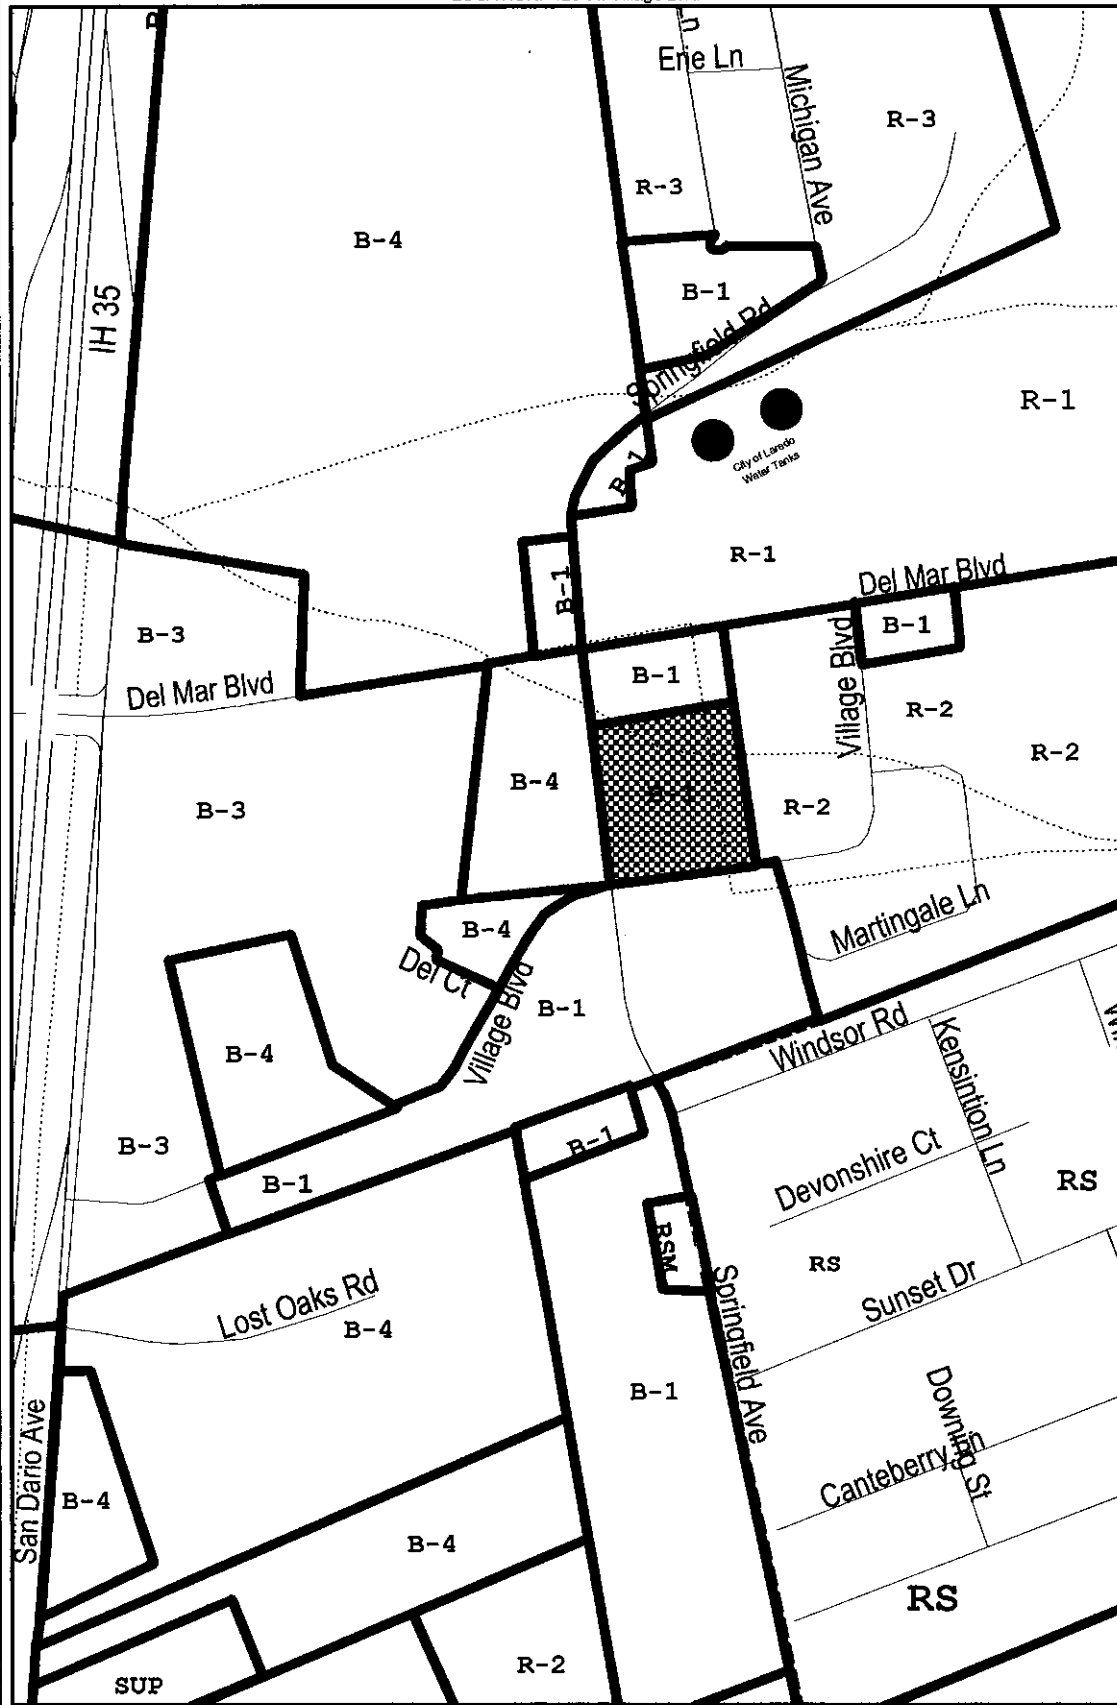 Erie Ln
Michigan Ave
R-3
R-3
B-4
B-1
IH 35
Springfield Rd
R-1
City of Laredo
Water Tanks
B-1
R-1
Del Mar Blvd
B-1
B-1
B-3
B-1
Village Blvd
Del Mar Blvd
R-2
R-2
B-4
B-1
R-2
B-3
Martingale Ln
B-4
Del Ct
Village Blvd
B-1
Windsor Rd
Kensintion Ln
B-4
B-3
B-1
Devonshire Ct
B-1
RS
RSM
RS
Sunset Dr
Lost Oaks Rd
B-4
Springfield Ave
B-1
Downing St
San Dario Ave
Canteberry Ln
B-4
B-4
RS
R-2
SUP